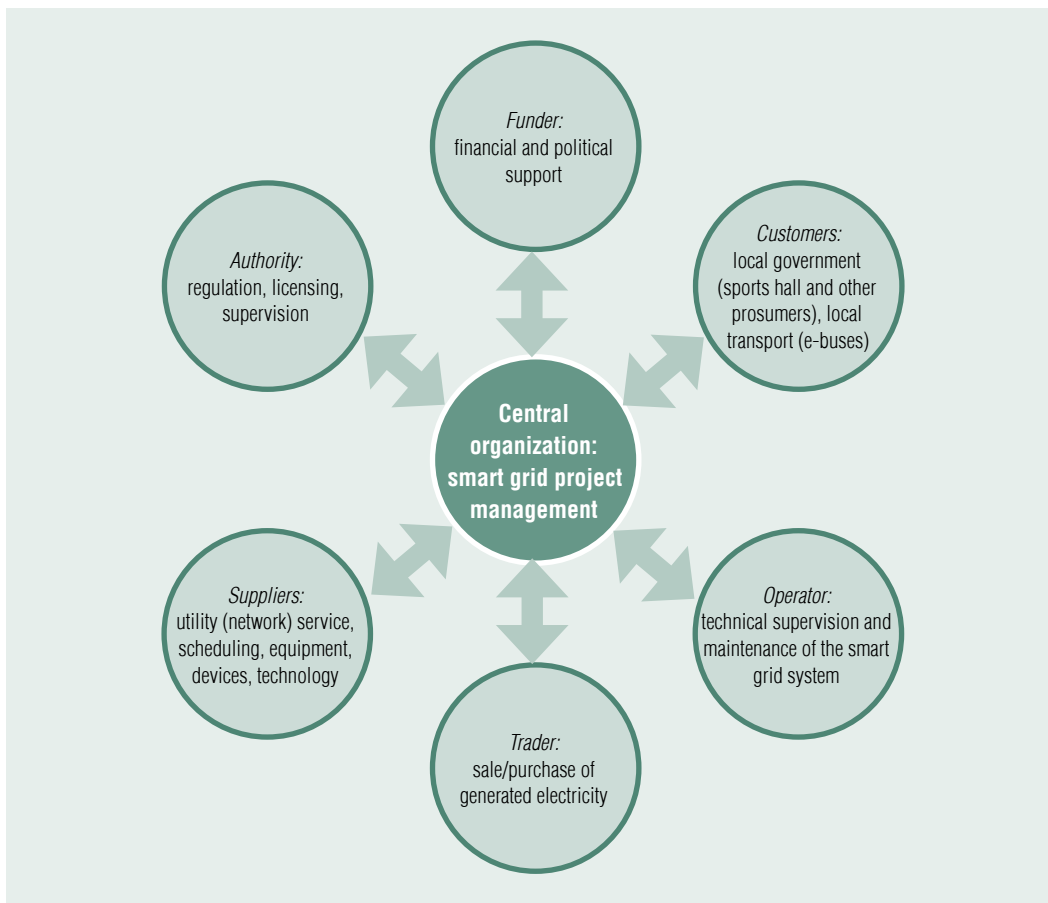 Funder:
financial and political
support
Authority:
regulation, licensing,
supervision
Customers:
local government
(sports hall and other
prosumers), local
transport (e-buses)
Central
organization:
smart grid project
management
Suppliers:
utility (network) service,
scheduling, equipment,
devices, technology
Operator:
technical supervision and
maintenance of the smart
grid system
Trader:
sale/purchase of
generated electricity